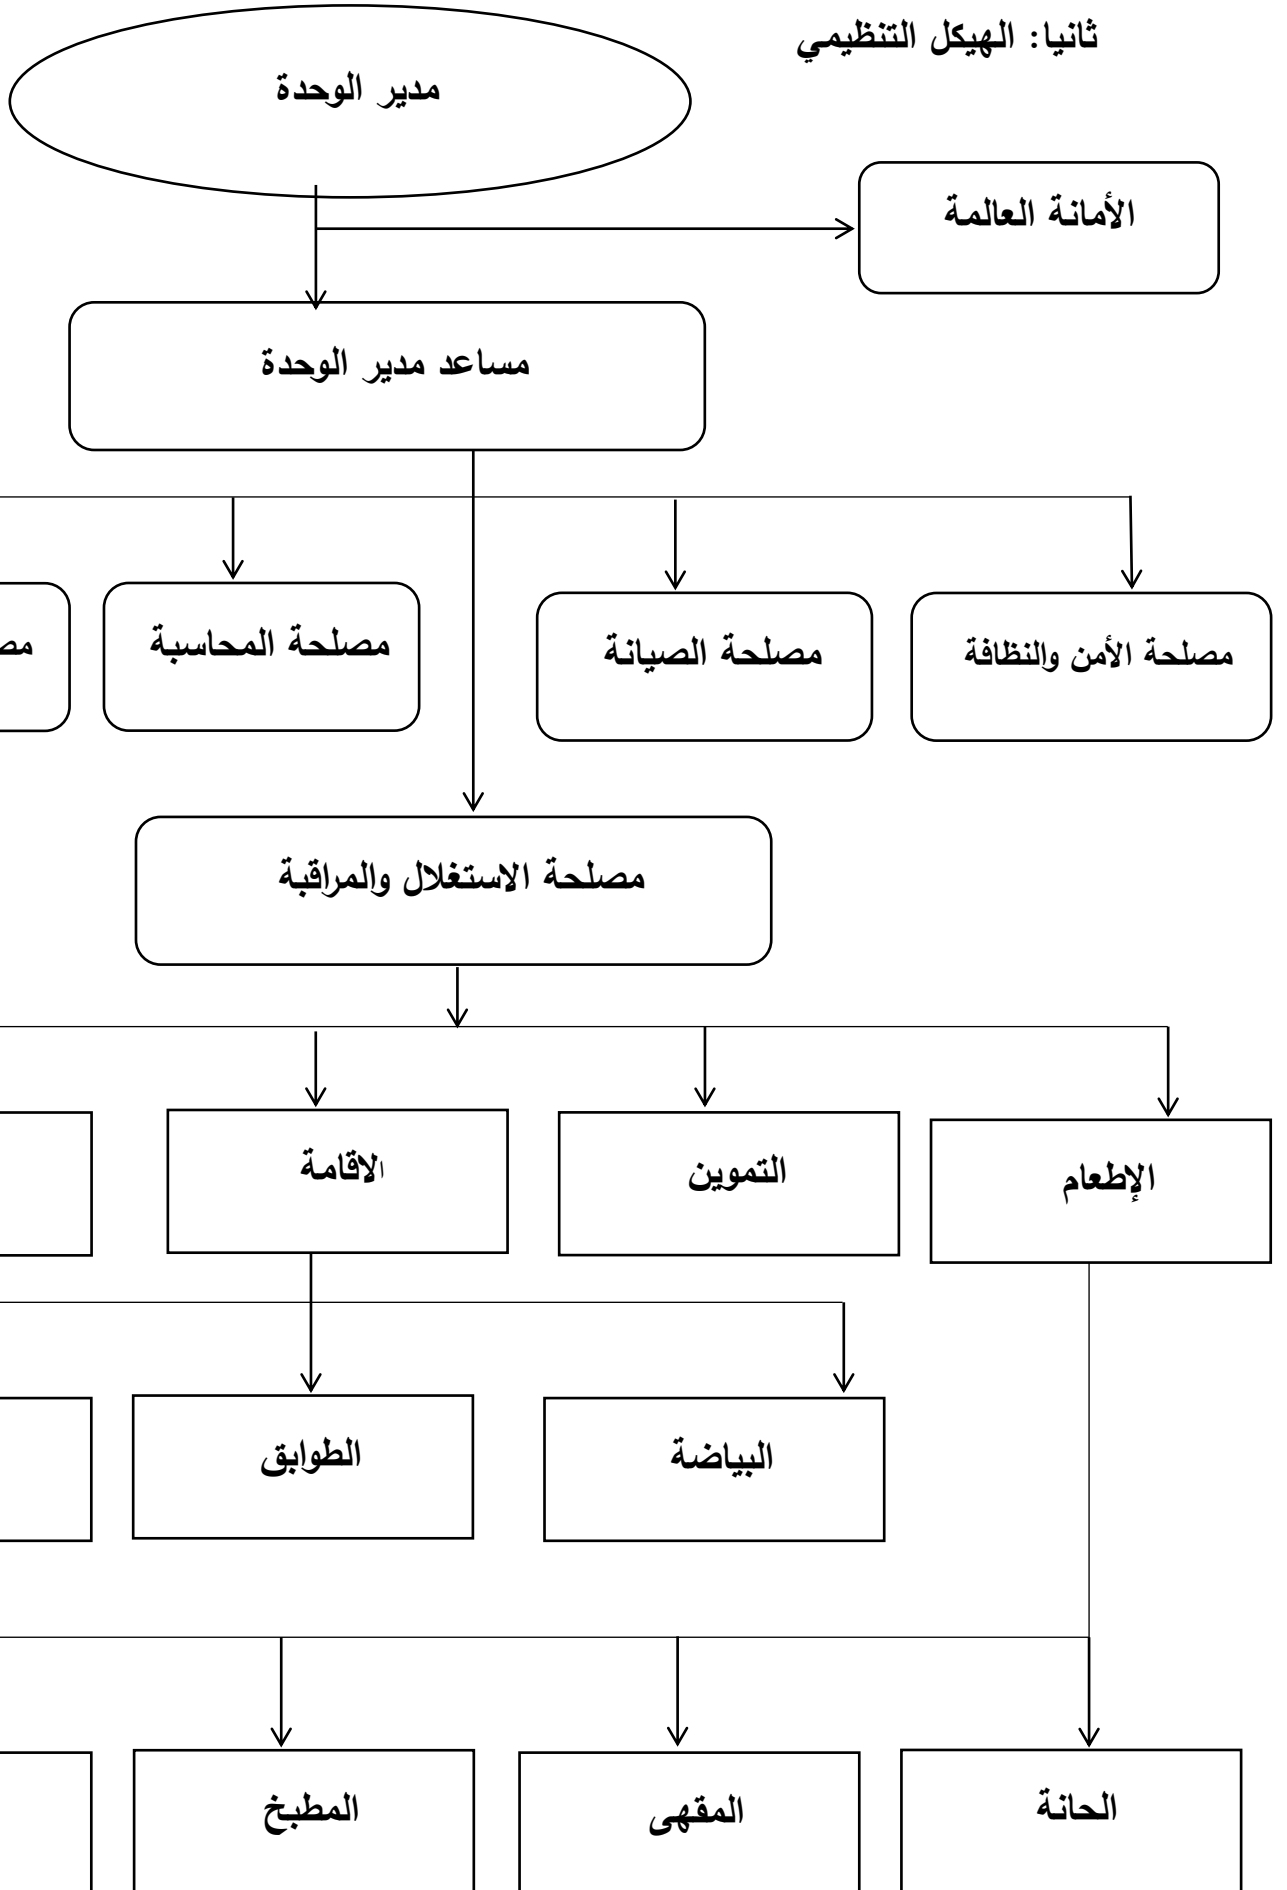 ثانيا: الهيكل التنظيمي
مدير الوحدة
الأمانة العالمة
مساعد مدير الوحدة
مصلحة الأمن والنظافة
مصلحة الصيانة
مصلحة المحاسبة
مصلحة الاستغلال والمراقبة
الإطعام
التموين
الاقامة
البياضة
الطوابق
الحانة
المقهى
المطبخ